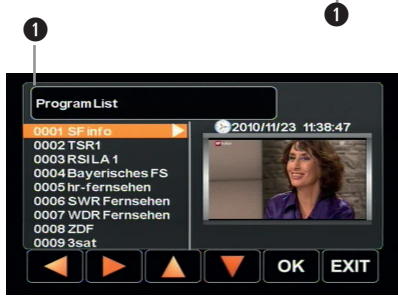 1
1
Program List
0001 SF info
2010/11/23 11:38:47
0002 TSR1
0003 RSI LA 1
0004 Bayerisches FS
0005 hr-fernsehen
0006 SWR Fernsehen
0007 WDR Fernsehen
0008 ZDF
0009 3sat
OK
EXIT